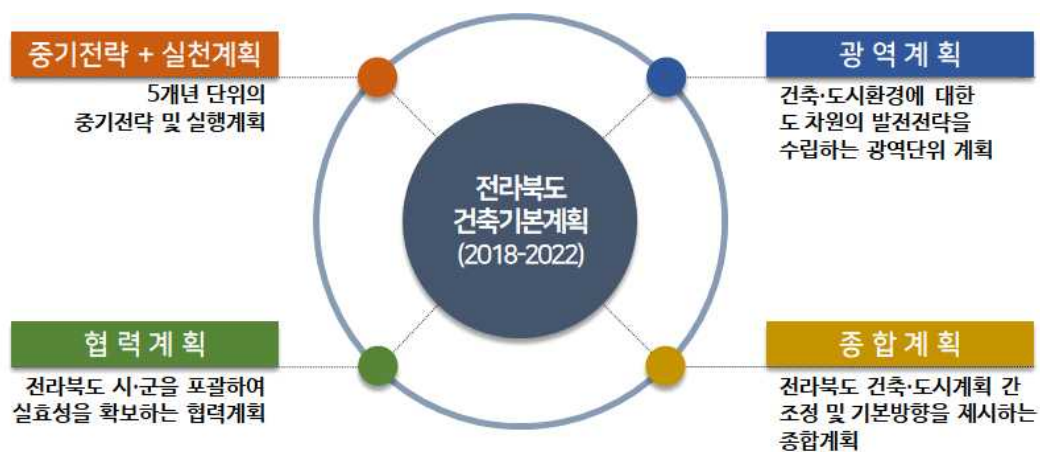 중기전략 + 실천계획
5개년 단위의
중기전략 및 실행계획
광역계획
건축·도시환경에 대한
도 차원의 발전전략을
수립하는 광역단위 계획
전라북도
건축기본계획
(2018-2022)
협력계획
전라북도 시·군을 포괄하여
실효성을 확보하는 협력계획
종합계획
전라북도 건축·도시계획 간
조정 및 기본방향을 제시하는
종합계획